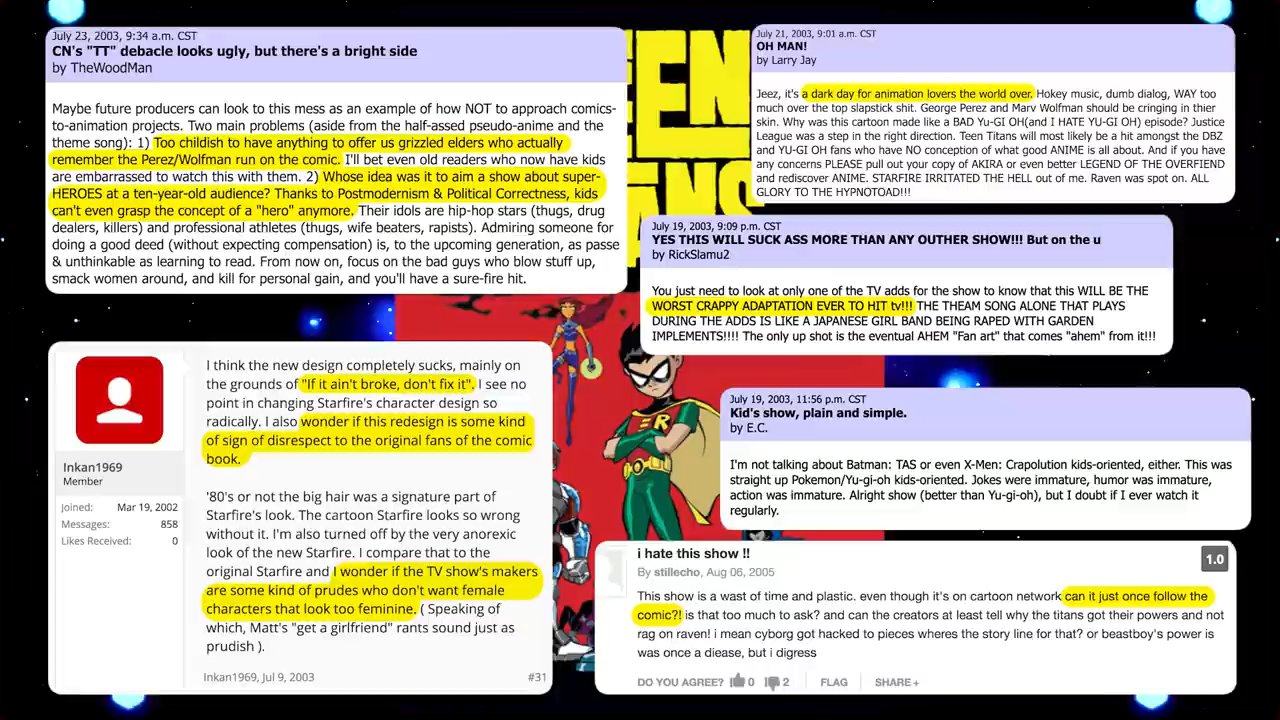 July 23, 2003, 9:34 a.m. CST
CN's "TT" debacle looks ugly, but there's a bright side
by TheWoodMan
Maybe future producers can look to this mess as an example of how NOT to approach comics-
to-animation projects. Two main problems (aside from the half-assed pseudo-anime and the
theme song): 1) Too childish to have anything to offer us grizzled elders who actually
remember the Perez/Wolfman run on the comic. I'll bet even old readers who now have kids
are embarrassed to watch this with them. 2) Whose idea was it to aim a show about super-
HEROES at a ten-year-old audience? Thanks to Postmodernism & Political Correctness, kids
can't even grasp the concept of a "hero" anymore. Their idols are hip-hop stars (thugs, drug
dealers, killers) and professional athletes (thugs, wife beaters, rapists). Admiring someone for
doing a good deed (without expecting compensation) is, to the upcoming generation, as passe
& unthinkable as learning to read. From now on, focus on the bad guys who blow stuff up,
smack women around, and kill for personal gain, and you'll have a sure-fire hit.
EEN
ANS
July 21, 2003, 9:01 a.m. CST
OH MAN!
by Larry Jay
Jeez, it's a dark day for animation lovers the world over. Hokey music, dumb dialog, WAY too
much over the top slapstick shit. George Perez and Marv Wolfman should be cringing in thier
skin. Why was this cartoon made like a BAD Yu-GI OH(and I HATE YU-GI OH) episode? Justice
League was a step in the right direction. Teen Titans will most likely be a hit amongst the DBZ
and YU-GI OH fans who have NO conception of what good ANIME is all about. And if you have
any concerns PLEASE pull out your copy of AKIRA or even better LEGEND OF THE OVERFIEND
and rediscover ANIME. STARFIRE IRRITATED THE HELL out of me. Raven was spot on. ALL
GLORY TO THE HYPNOTOAD!!!
July 19, 2003, 9:09 p.m. CST
YES THIS WILL SUCK ASS MORE THAN ANY OUTHER SHOW!!! But on the u
by RickSlamu2
You just need to look at only one of the TV adds for the show to know that this WILL BE THE
WORST CRAPPY ADAPTATION EVER TO HIT tv!!! THE THEAM SONG ALONE THAT PLAYS
DURING THE ADDS IS LIKE A JAPANESE GIRL BAND BEING RAPED WITH GARDEN
IMPLEMENTS!!!! The only up shot is the eventual AHEM "Fan art" that comes "ahem" from it!!!
Inkan1969
Member
Joined: Mar 19, 2002
Messages: 858
Likes Received: 0
I think the new design completely sucks, mainly on
the grounds of "If it ain't broke, don't fix it". I see no
point in changing Starfire's character design so
radically. I also wonder if this redesign is some kind
of sign of disrespect to the original fans of the comic
book.
'80's or not the big hair was a signature part of
Starfire's look. The cartoon Starfire looks so wrong
without it. I'm also turned off by the very anorexic
look of the new Starfire. I compare that to the
original Starfire and I wonder if the TV show's makers
are some kind of prudes who don't want female
characters that look too feminine. ( Speaking of
which, Matt's "get a girlfriend" rants sound just as
prudish ).
Inkan1969, Jul 9, 2003 #31
R
July 19, 2003, 11:56 p.m. CST
Kid's show, plain and simple.
by E.C.
I'm not talking about Batman: TAS or even X-Men: Crapolution kids-oriented, either. This was
straight up Pokemon/Yu-gi-oh kids-oriented. Jokes were immature, humor was immature,
action was immature. Alright show (better than Yu-gi-oh), but I doubt if I ever watch it
regularly.
i hate this show !!
1.0
By stillecho, Aug 06, 2005
This show is a wast of time and plastic. even though it's on cartoon network can it just once follow the
comic?! is that too much to ask? and can the creators at least tell why the titans got their powers and not
rag on raven! i mean cyborg got hacked to pieces wheres the story line for that? or beastboy's power is
was once a diease, but i digress
DO YOU AGREE? 0 2 FLAG SHARE +